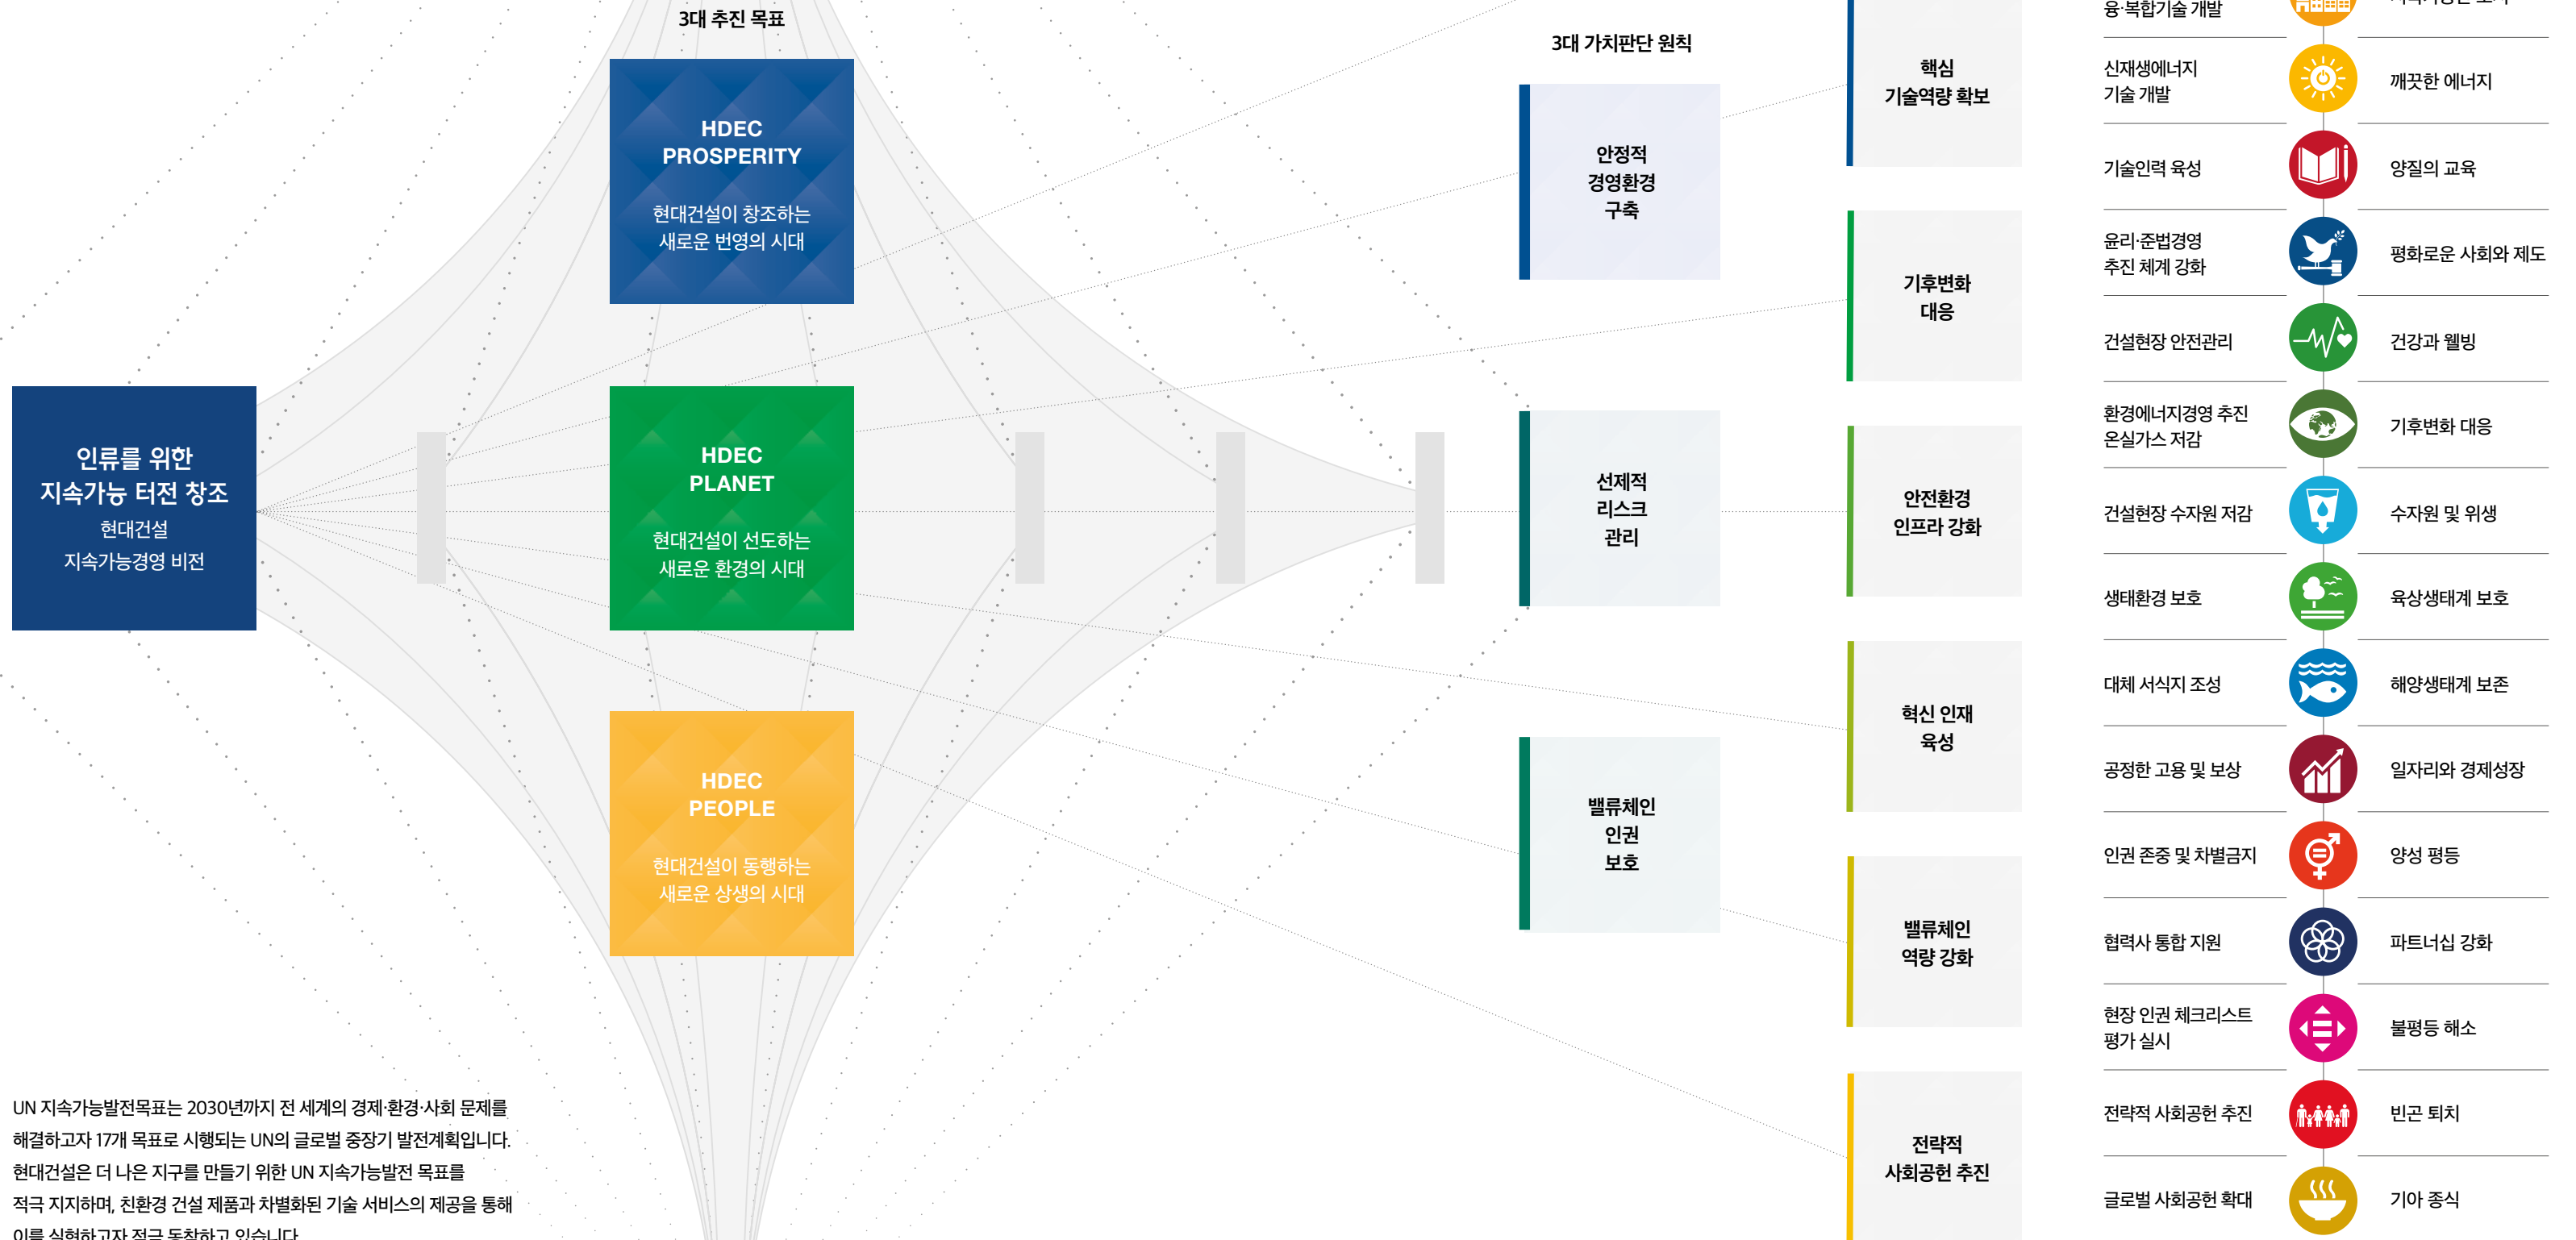 3대 추진 목표
HDEC
PROSPERITY
현대건설이 창조하는
새로운 번영의 시대
인류를 위한
지속가능 터전 창조
현대건설
지속가능경영 비전
HDEC
PLANET
현대건설이 선도하는
새로운 환경의 시대
HDEC
PEOPLE
현대건설이 동행하는
새로운 상생의 시대
UN 지속가능발전목표는 2030년까지 전 세계의 경제·환경·사회 문제를
해결하고자 17개 목표로 시행되는 UN의 글로벌 중장기 발전계획입니다.
현대건설은 더 나은 지구를 만들기 위한 UN 지속가능발전 목표를
적극 지지하며, 친환경 건설 제품과 차별화된 기술 서비스의 제공을 통해
이를 실현하고자 적극 동참하고 있습니다
3대 가치판단 원칙
안정적
경영환경
구축
선제적
리스크
관리
밸류체인
인권
보호
핵심
기술역량 확보
기후변화
대응
안전환경
인프라 강화
혁신 인재
육성
밸류체인
역량 강화
전략적
사회공헌 추진
융·복합기술 개발
신재생에너지
기술 개발
깨끗한 에너지
기술인력 육성
양질의 교육
윤리·준법경영
추진 체계 강화
평화로운 사회와 제도
건설현장 안전관리
건강과 웰빙
환경에너지경영 추진
온실가스 저감
기후변화 대응
건설현장 수자원 저감
수자원 및 위생
생태환경 보호
육상생태계 보호
대체 서식지 조성
해양생태계 보존
공정한 고용 및 보상
일자리와 경제성장
인권 존중 및 차별금지
양성 평등
협력사 통합 지원
파트너십 강화
현장 인권 체크리스트
평가 실시
불평등 해소
전략적 사회공헌 추진
빈곤 퇴치
글로벌 사회공헌 확대
기아 종식